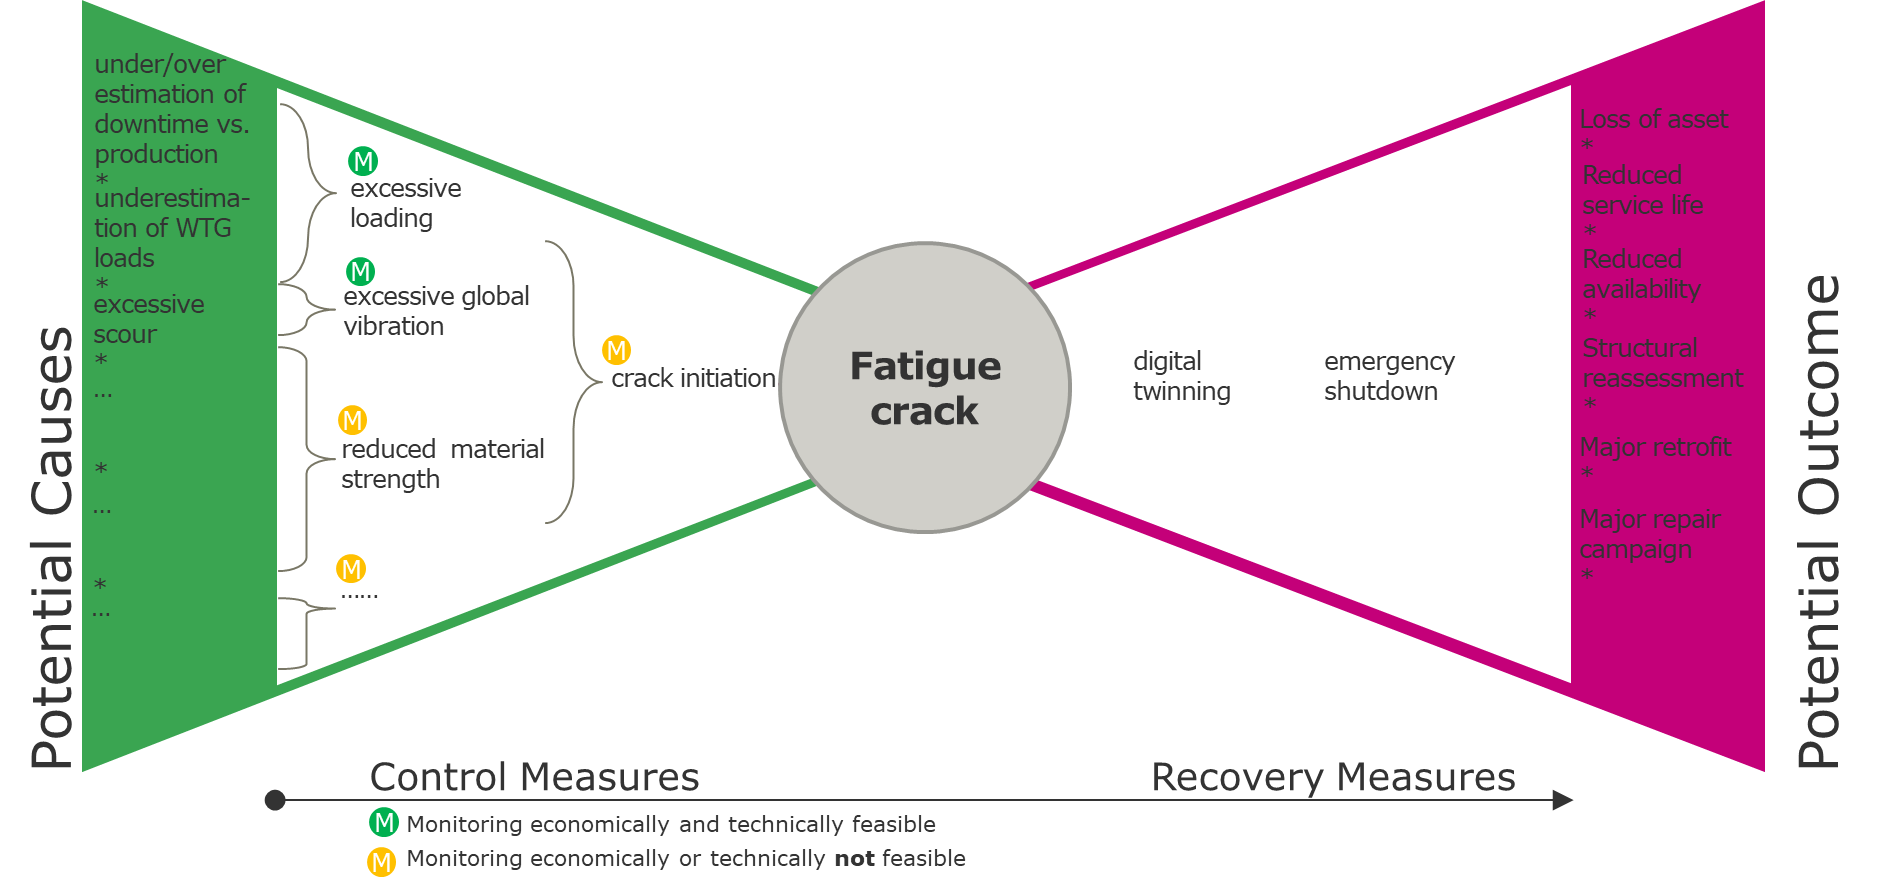 Potential Causes
under/over
estimation of
downtime vs.
production
*
underestima-
tion of WTG
loads
*
excessive
scour
*
...
*
...
*
...
M
excessive
loading
M
excessive global
vibration
M
reduced material
strength
M
......
M
crack initiation
Fatigue
crack
digital
twinning
emergency
shutdown
Loss of asset
*
Reduced
service life
*
Reduced
availability
*
Structural
reassessment
*
Major retrofit
*
Major repair
campaign
*
Potential Outcome
Control Measures
Recovery Measures
M Monitoring economically and technically feasible
M Monitoring economically or technically not feasible